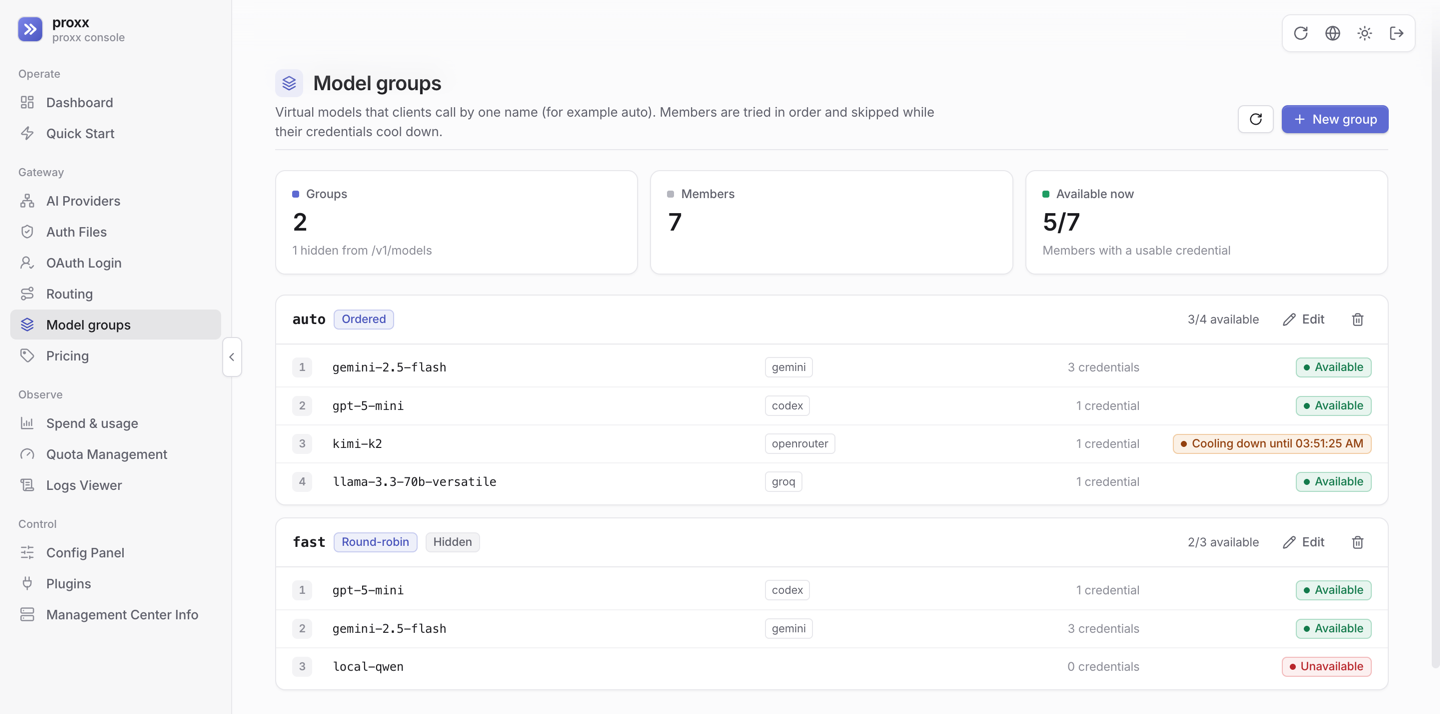 proxx
proxx console
Operate
Dashboard
Quick Start
Gateway
AI Providers
Auth Files
OAuth Login
Routing
Model groups
Pricing
Observe
Spend & usage
Quota Management
Logs Viewer
Control
Config Panel
Plugins
Management Center Info
Model groups
Virtual models that clients call by one name (for example auto). Members are tried in order and skipped while
their credentials cool down.
New group
Groups
2
1 hidden from /v1/models
Members
7
Available now
5/7
Members with a usable credential
auto Ordered 3/4 available Edit
1 gemini-2.5-flash gemini 3 credentials Available
2 gpt-5-mini codex 1 credential Available
3 kimi-k2 openrouter 1 credential Cooling down until 03:51:25 AM
4 llama-3.3-70b-versatile groq 1 credential Available
fast Round-robin Hidden 2/3 available Edit
1 gpt-5-mini codex 1 credential Available
2 gemini-2.5-flash gemini 3 credentials Available
3 local-qwen 0 credentials Unavailable